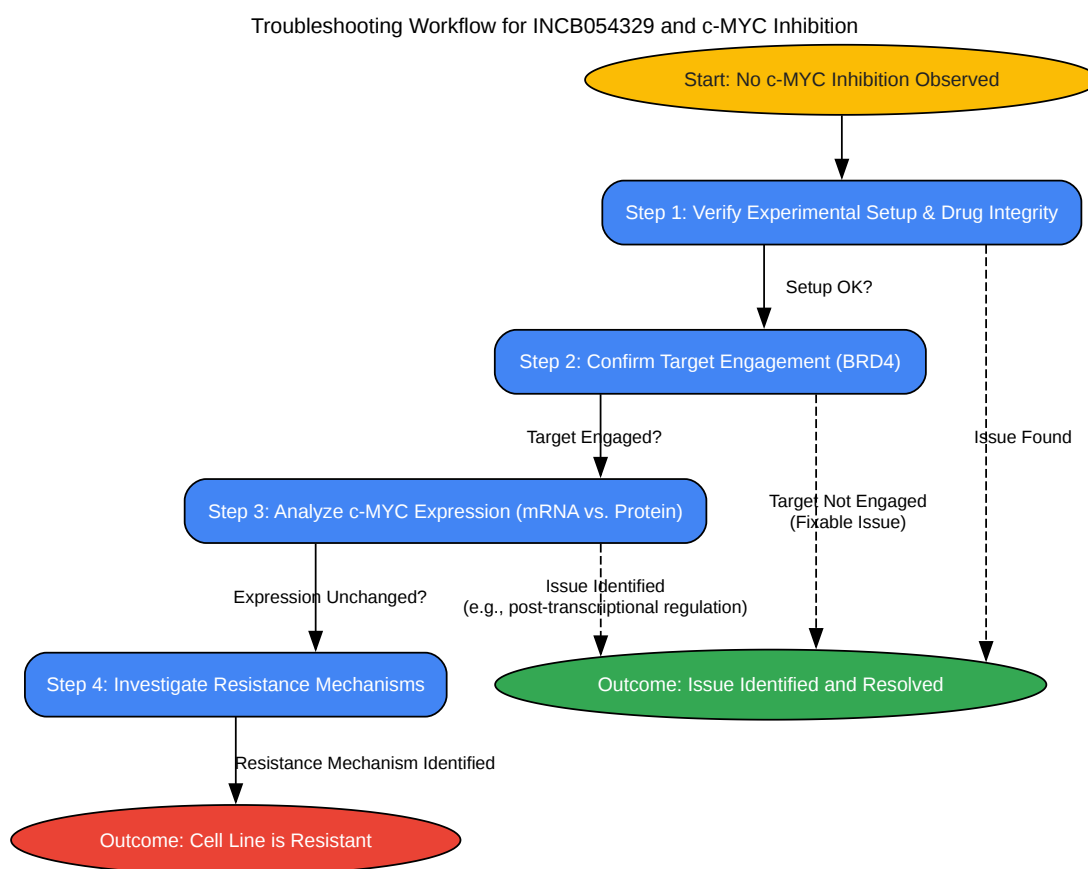 Troubleshooting Workflow for INCB054329 and c-MYC Inhibition
Start: No c-MYC Inhibition Observed
Step 1: Verify Experimental Setup & Drug Integrity
Setup OK?
Step 2: Confirm Target Engagement (BRD4)
Target Engaged?
Issue Found
Target Not Engaged
(Fixable Issue)
Step 3: Analyze c-MYC Expression (mRNA vs. Protein)
Expression Unchanged?
Issue Identified
(e.g., post-transcriptional regulation)
Step 4: Investigate Resistance Mechanisms
Outcome: Issue Identified and Resolved
Resistance Mechanism Identified
Outcome: Cell Line is Resistant